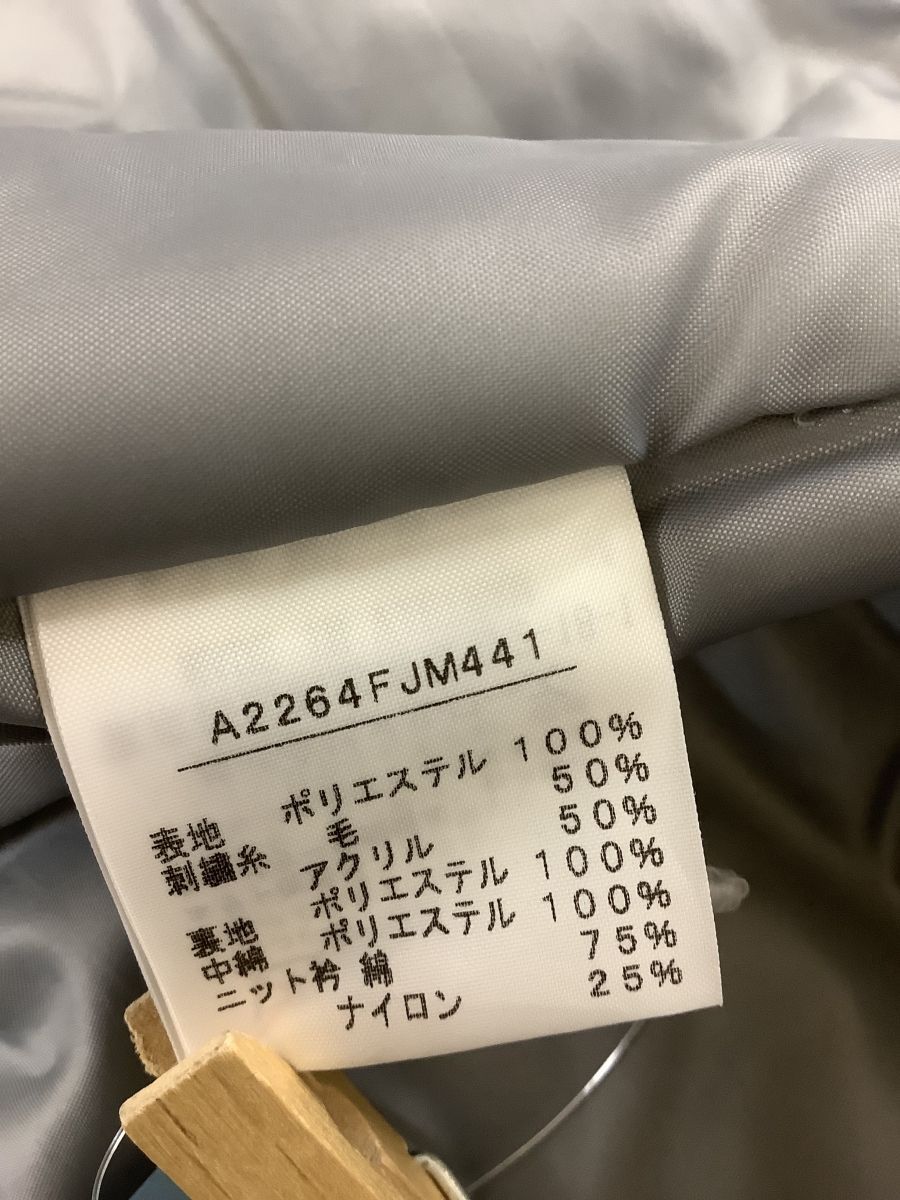 A2264FJM441
表地 ポリエステル 100%
刺繍糸 毛 50%
アクリル 50%
裏地 ポリエステル 100%
中綿 ポリエステル 100%
ニット衿 綿 75%
ナイロン 25%